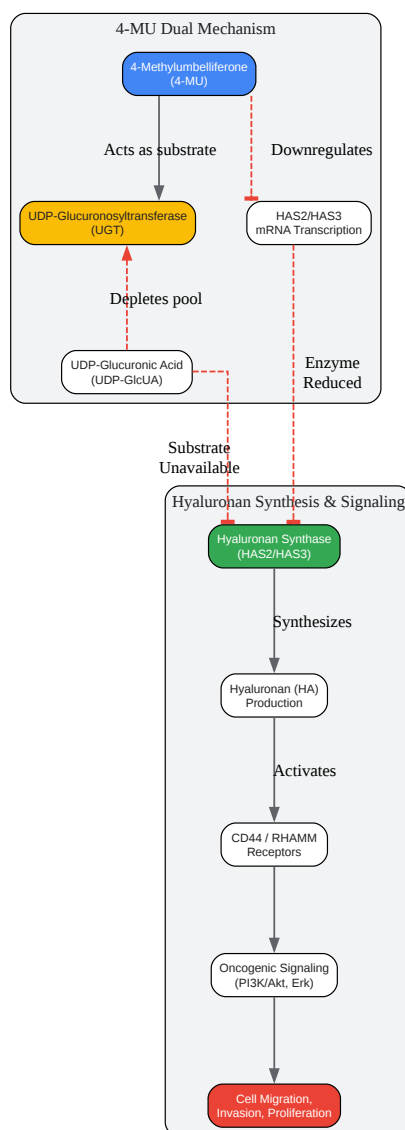 4-MU Dual Mechanism
4-Methylumbelliferone
(4-MU)
Acts as substrate
Downregulates
UDP-Glucuronosyltransferase
(UGT)
HAS2/HAS3
mRNA Transcription
Depletes pool
UDP-Glucuronic Acid
(UDP-GlcUA)
Enzyme
Reduced
Substrate
Unavailable
Hyaluronan Synthesis & Signaling
Hyaluronan Synthase
(HAS2/HAS3)
Synthesizes
Hyaluronan (HA)
Production
Activates
CD44 / RHAMM
Receptors
Oncogenic Signaling
(PI3K/Akt, Erk)
Cell Migration,
Invasion, Proliferation